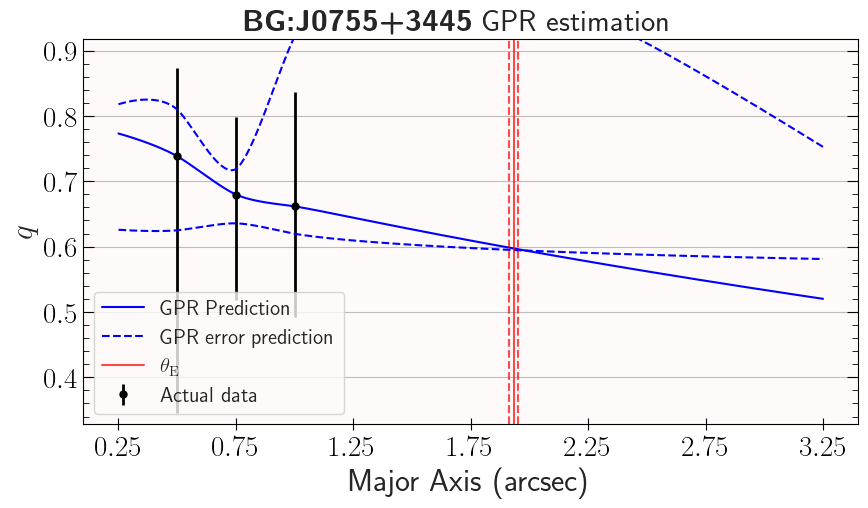 BG:J0755+3445 GPR estimation
0.9
0.8
0.7
0.6
0.5
0.4
q
GPR Prediction
GPR error prediction
θE
Actual data
0.25 0.75 1.25 1.75 2.25 2.75 3.25
Major Axis (arcsec)